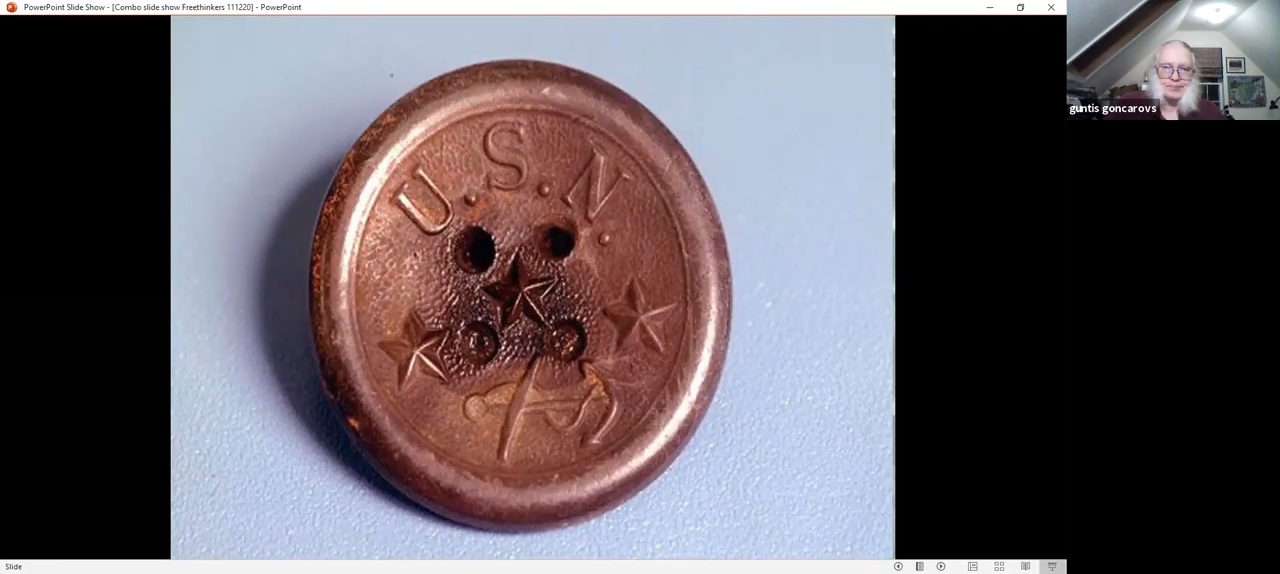 PowerPoint Slide Show - [Combo slide show Freethinkers 111220] - PowerPoint
guntis goncarovs
U.S.N.
Slide